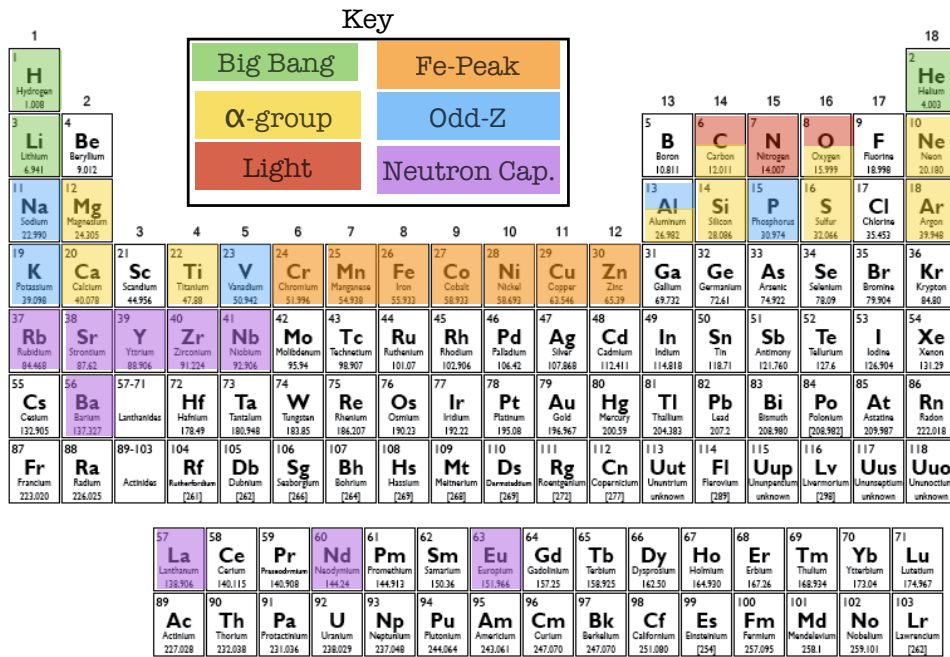 Key
1 18
Big Bang Fe-Peak
α-group Odd-Z
Light Neutron Cap.
1 2
H He
Hydrogen Helium
1.008 4.003
2 13 14 15 16 17
3 4 5 6 7 8 9 10
Li Be B C N O F Ne
Lithium Beryllium Boron Carbon Nitrogen Oxygen Fluorine Neon
6.941 9.012 10.811 12.011 14.007 15.999 18.998 20.180
11 12 13 14 15 16 17 18
Na Mg Al Si P S Cl Ar
Sodium Magnesium Aluminum Silicon Phosphorus Sulfur Chlorine Argon
22.990 24.305 26.982 28.086 30.974 32.066 35.453 39.948
3 4 5 6 7 8 9 10 11 12
19 20 21 22 23 24 25 26 27 28 29 30 31 32 33 34 35 36
K Ca Sc Ti V Cr Mn Fe Co Ni Cu Zn Ga Ge As Se Br Kr
Potassium Calcium Scandium Titanium Vanadium Chromium Manganese Iron Cobalt Nickel Copper Zinc Gallium Germanium Arsenic Selenium Bromine Krypton
39.098 40.078 44.956 47.88 50.942 51.996 54.938 55.933 58.933 58.693 63.546 65.39 69.732 72.61 74.922 78.09 79.904 84.80
37 38 39 40 41 42 43 44 45 46 47 48 49 50 51 52 53 54
Rb Sr Y Zr Nb Mo Tc Ru Rh Pd Ag Cd In Sn Sb Te I Xe
Rubidium Strontium Yttrium Zirconium Niobium Molibdenum Technetium Ruthenium Rhodium Palladium Silver Cadmium Indium Tin Antimony Tellurium Iodine Xenon
84.468 87.62 88.906 91.224 92.906 95.94 98.907 101.07 102.906 106.42 107.868 112.411 114.818 118.71 121.760 127.6 126.904 131.29
55 56 57-71 72 73 74 75 76 77 78 79 80 81 82 83 84 85 86
Cs Ba Hf Ta W Re Os Ir Pt Au Hg Tl Pb Bi Po At Rn
Cesium Barium Lanthanides Hafnium Tantalum Tungsten Rhenium Osmium Iridium Platinum Gold Mercury Thallium Lead Bismuth Polonium Astatine Radon
132.905 137.327 178.49 180.948 183.85 186.207 190.23 192.22 195.08 196.967 200.59 204.383 207.2 208.980 [208.982] 209.987 222.018
87 88 89-103 104 105 106 107 108 109 110 111 112 113 114 115 116 117 118
Fr Ra Rf Db Sg Bh Hs Mt Ds Rg Cn Uut Fl Uup Lv Uus Uuo
Francium Radium Actinides Rutherfordium Dubnium Seaborgium Bohrium Hassium Meitnerium Darmstadtium Roentgenium Copernicium Ununtrium Flerovium Ununpentium Livermorium Ununseptium Ununoctium
223.020 226.025 [261] [262] [266] [264] [269] [268] [269] [272] [277] unknown [289] unknown [298] unknown unknown
57 58 59 60 61 62 63 64 65 66 67 68 69 70 71
La Ce Pr Nd Pm Sm Eu Gd Tb Dy Ho Er Tm Yb Lu
Lanthanum Cerium Praseodymium Neodymium Promethium Samarium Europium Gadolinium Terbium Dysprosium Holmium Erbium Thulium Ytterbium Lutetium
138.906 140.115 140.908 144.24 144.913 150.36 151.966 157.25 158.925 162.50 164.930 167.26 168.934 173.04 174.967
89 90 91 92 93 94 95 96 97 98 99 100 101 102 103
Ac Th Pa U Np Pu Am Cm Bk Cf Es Fm Md No Lr
Actinium Thorium Protactinium Uranium Neptunium Plutonium Americium Curium Berkelium Californium Einsteinium Fermium Mendelevium Nobelium Lawrencium
227.028 232.038 231.036 238.029 237.048 244.064 243.061 247.070 247.070 251.080 [254] 257.095 258.1 259.101 [262]